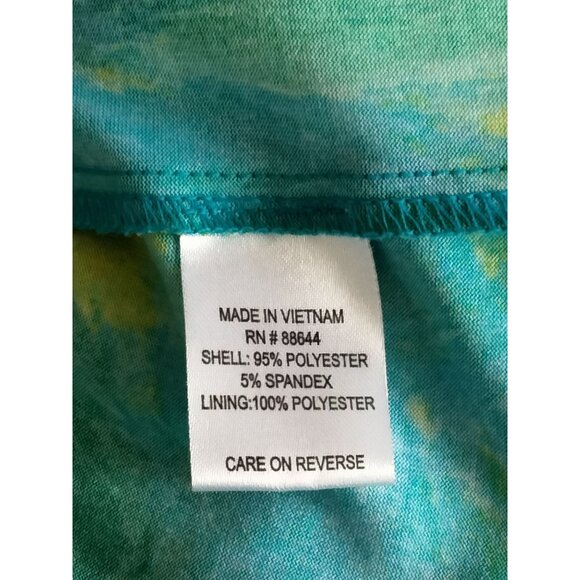 MADE IN VIETNAM
RN # 88644
SHELL: 95% POLYESTER
5% SPANDEX
LINING:100% POLYESTER
CARE ON REVERSE